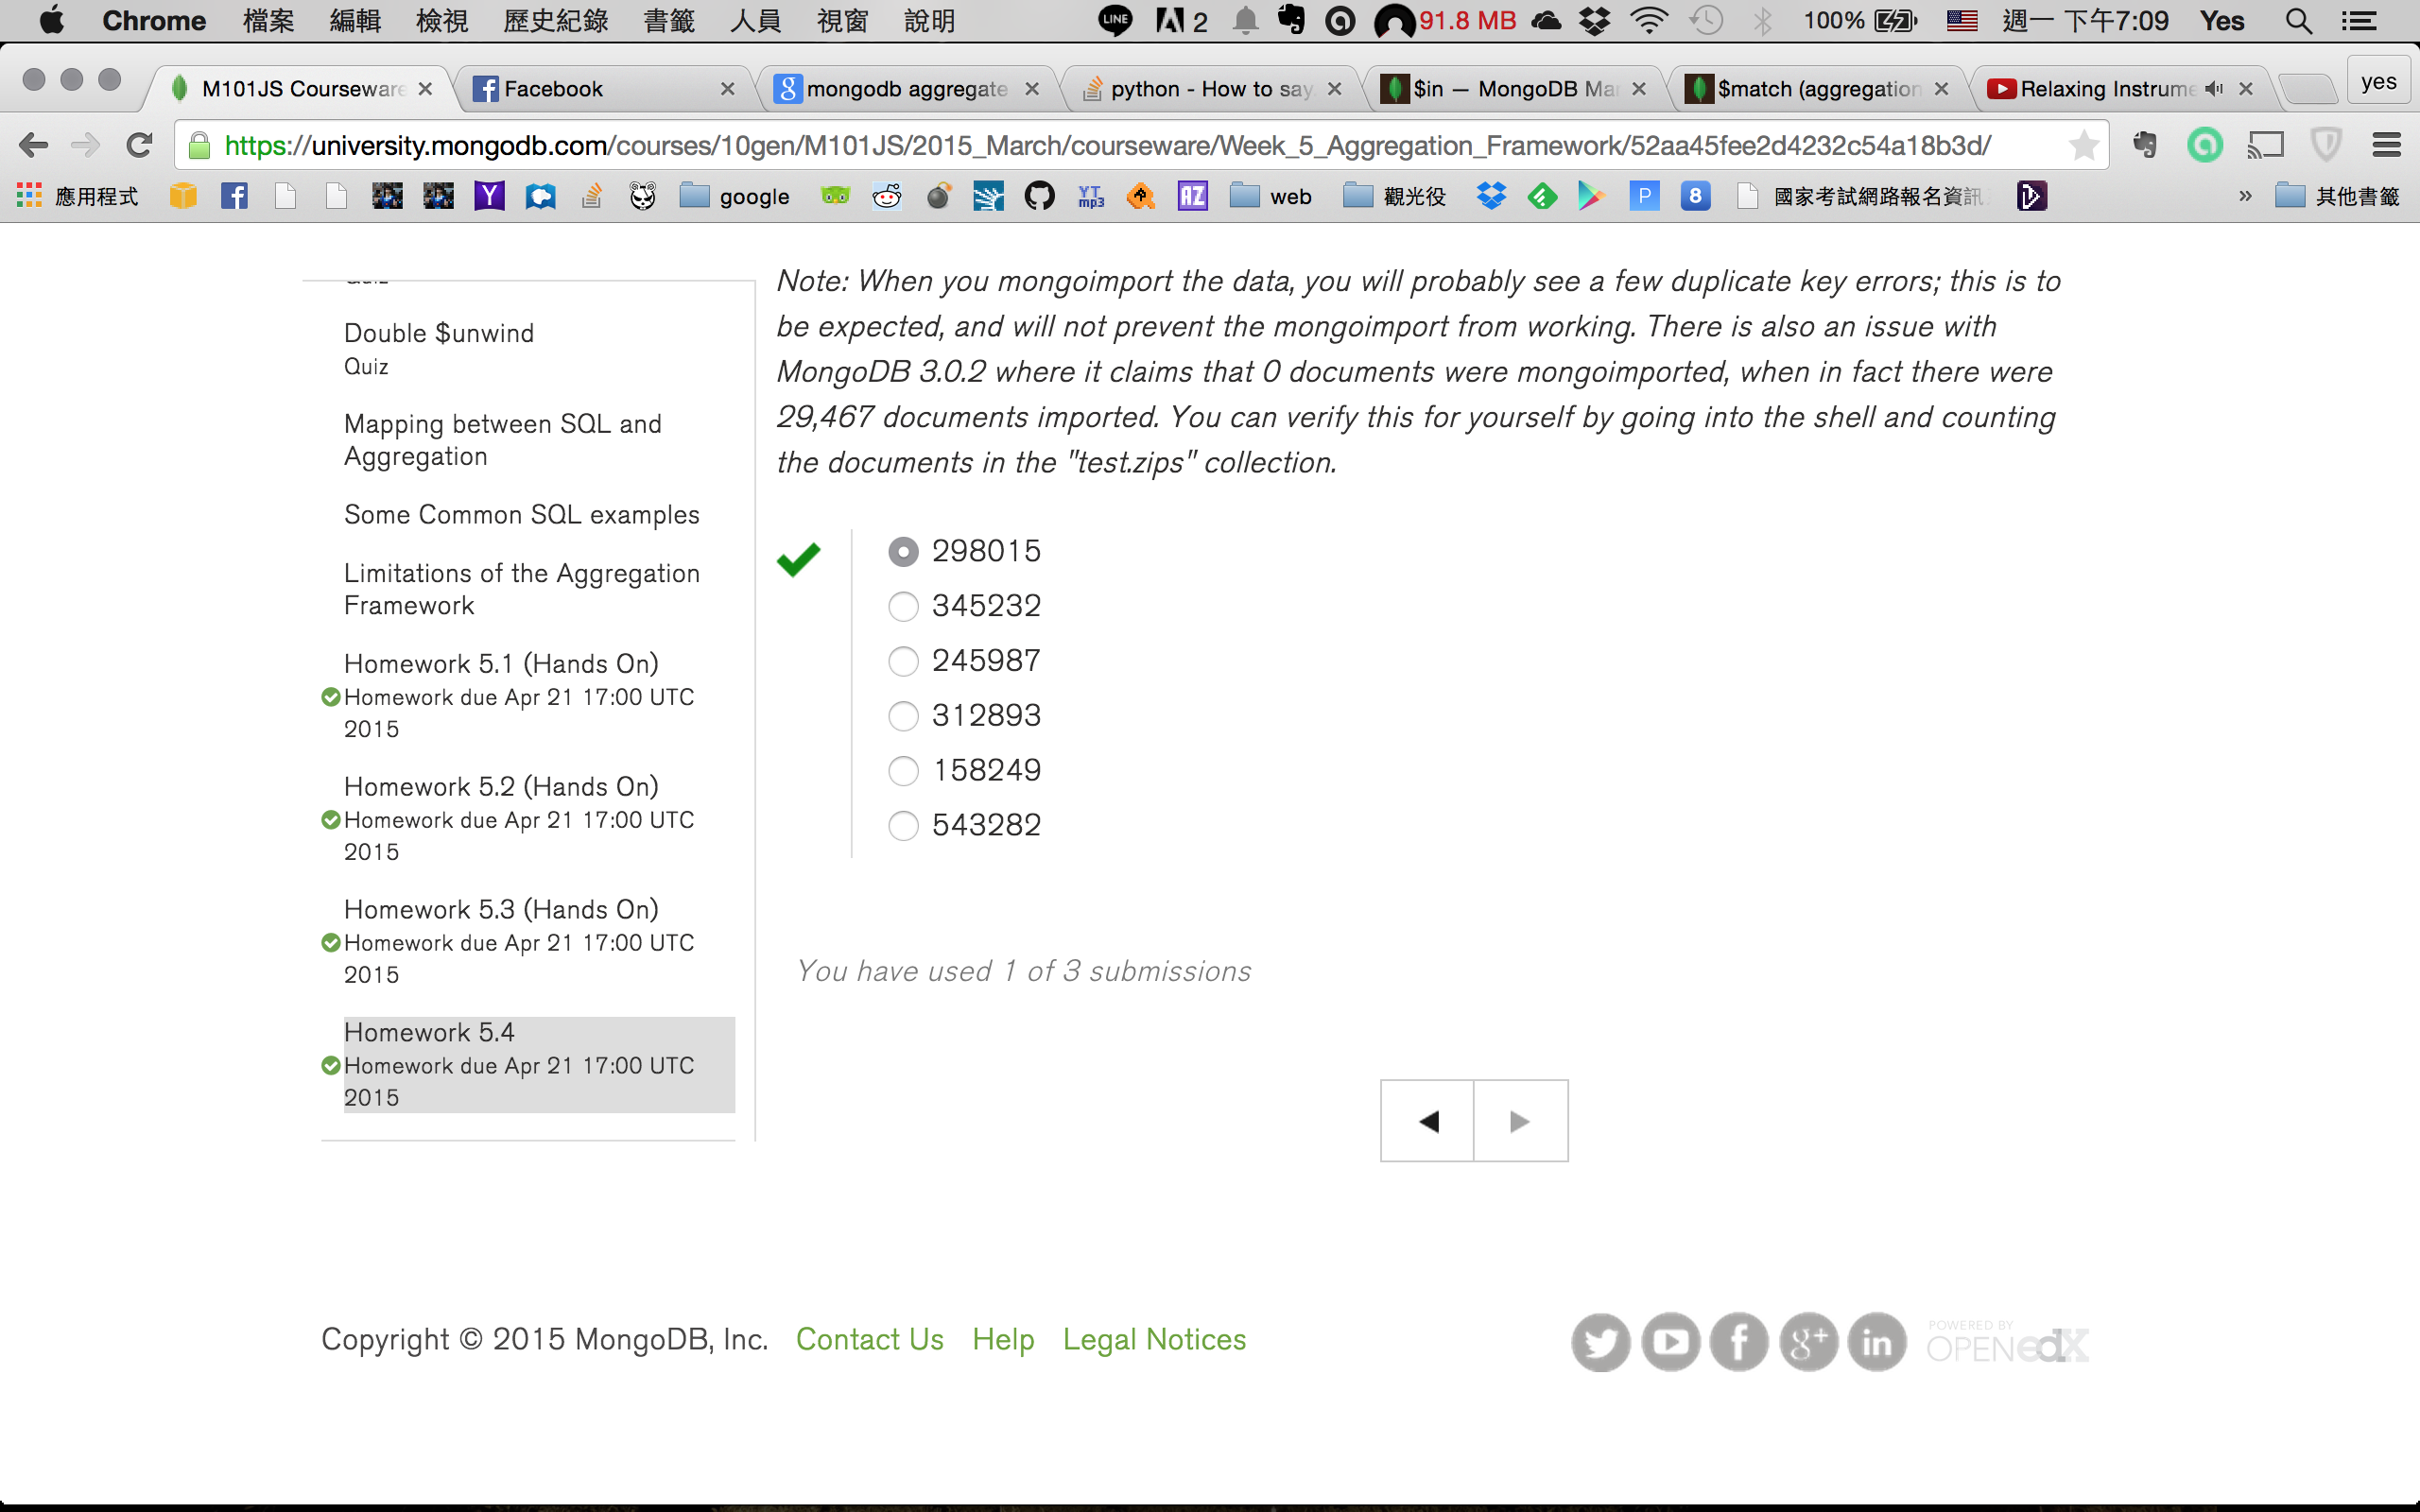 Chrome 檔案 編輯 檢視 歷史紀錄 書籤 人員 視窗 說明 LINE 2 91.8 MB 100% 週一 下午7:09 Yes
M101JS Courseware Facebook mongodb aggregate python - How to say $in — MongoDB Ma $match (aggregation Relaxing Instrume yes
https://university.mongodb.com/courses/10gen/M101JS/2015_March/courseware/Week_5_Aggregation_Framework/52aa45fee2d4232c54a18b3d/
應用程式 google YT mp3 AZ web 觀光役 P 8 國家考試網路報名資訊 » 其他書籤
Double $unwind
Quiz
Mapping between SQL and
Aggregation
Some Common SQL examples
Limitations of the Aggregation
Framework
Homework 5.1 (Hands On)
Homework due Apr 21 17:00 UTC
2015
Homework 5.2 (Hands On)
Homework due Apr 21 17:00 UTC
2015
Homework 5.3 (Hands On)
Homework due Apr 21 17:00 UTC
2015
Homework 5.4
Homework due Apr 21 17:00 UTC
2015
Note: When you mongoimport the data, you will probably see a few duplicate key errors; this is to
be expected, and will not prevent the mongoimport from working. There is also an issue with
MongoDB 3.0.2 where it claims that 0 documents were mongoimported, when in fact there were
29,467 documents imported. You can verify this for yourself by going into the shell and counting
the documents in the "test.zips" collection.
298015
345232
245987
312893
158249
543282
You have used 1 of 3 submissions
Copyright © 2015 MongoDB, Inc. Contact Us Help Legal Notices
POWERED BY
OPEN edX